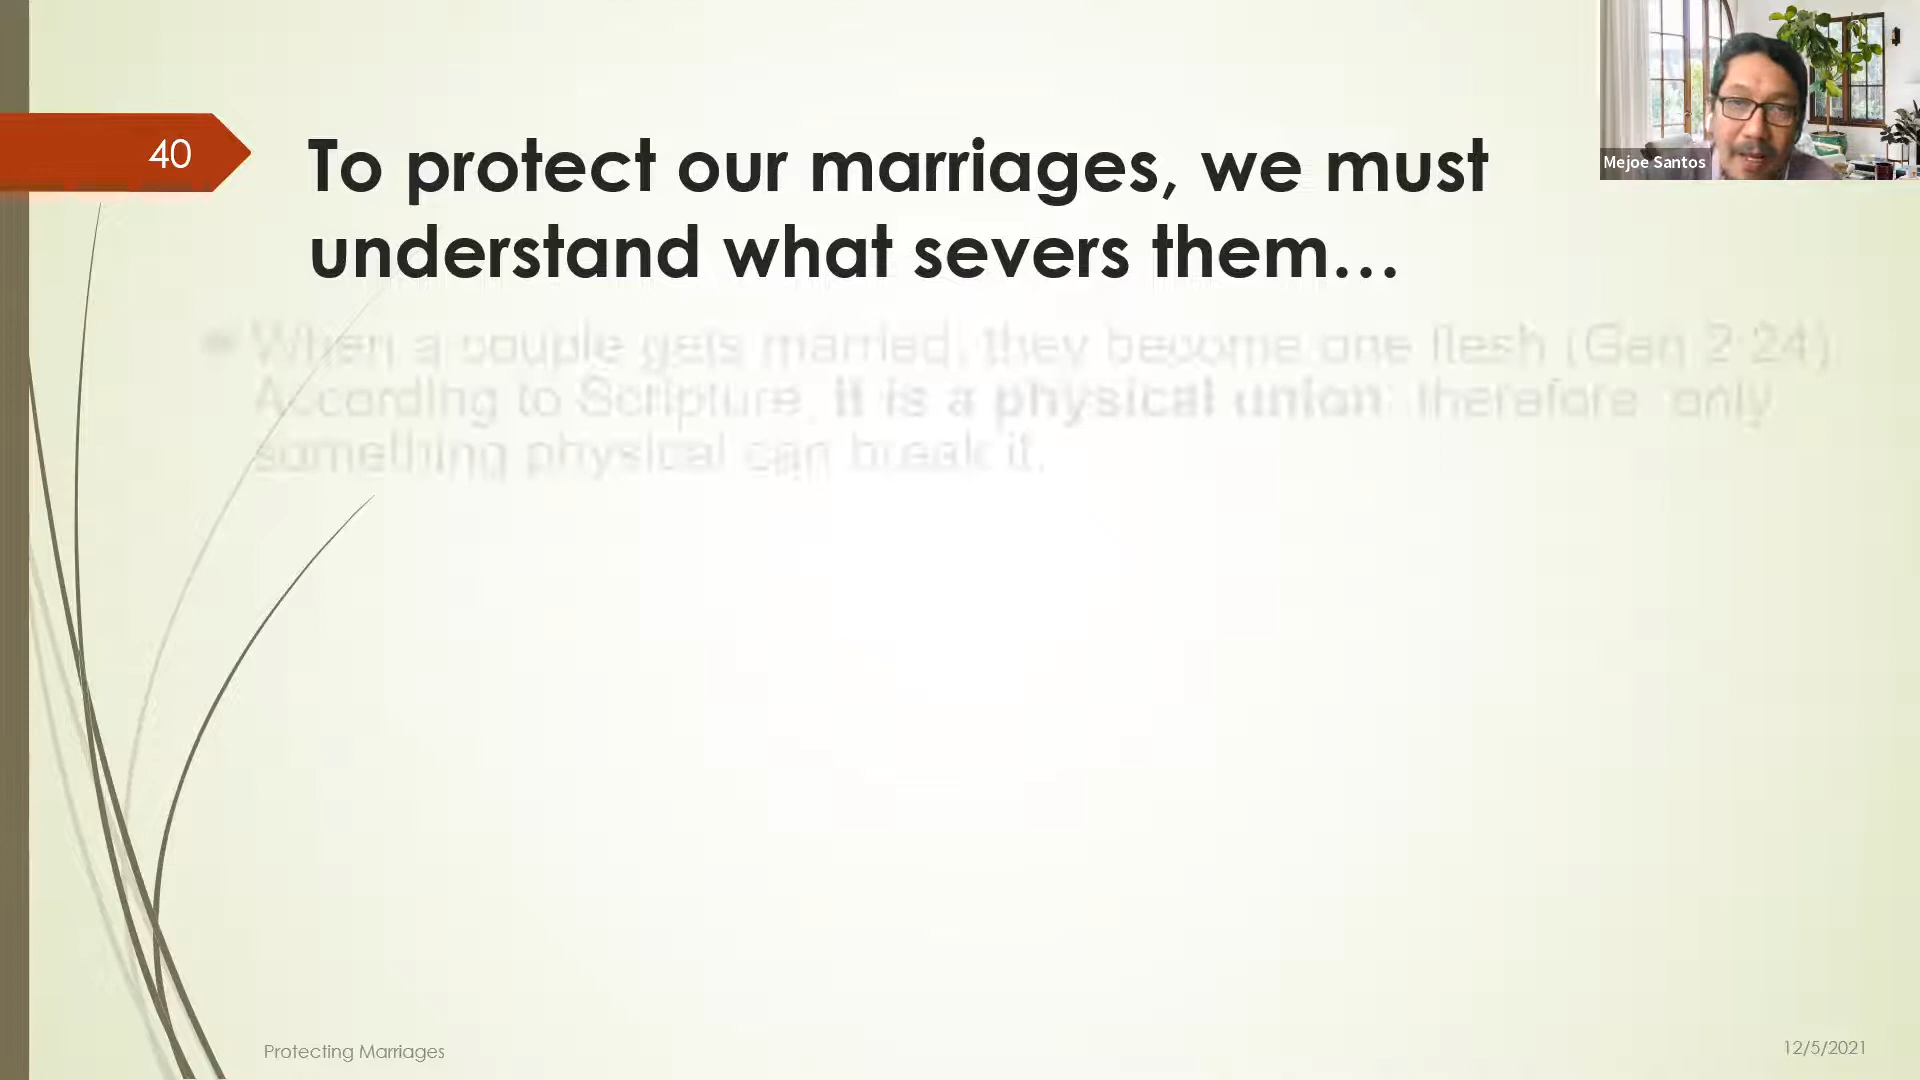 40
To protect our marriages, we must
understand what severs them...
When a couple gets married, they become one flesh (Gen 2:24).
According to Scripture, it is a physical union; therefore, only
something physical can break it.
Mejoe Santos
Protecting Marriages
12/5/2021